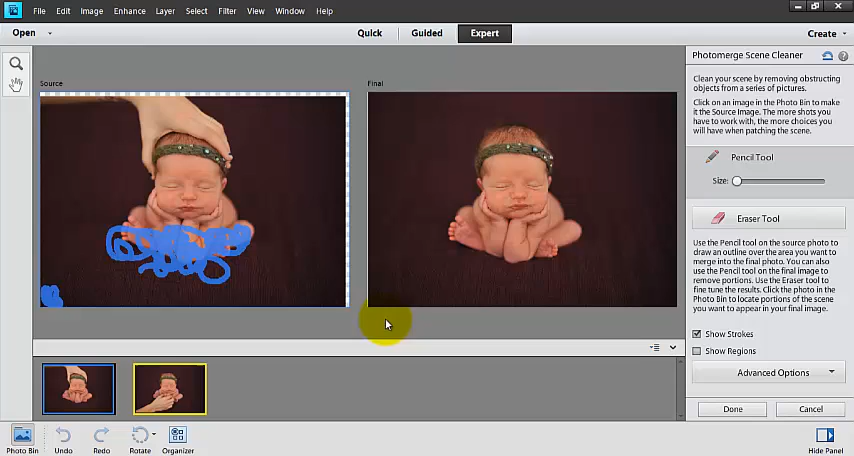 File Edit Image Enhance Layer Select Filter View Window Help
Open Quick Guided Expert Create
Photomerge Scene Cleaner
Source
Final
Clean your scene by removing obstructing
objects from a series of pictures.
Click on an image in the Photo Bin to make
it the Source Image. The more shots you
have to work with, the more choices you
will have when patching the scene.
Pencil Tool
Size:
Eraser Tool
Use the Pencil tool on the source photo to
draw an outline over the area you want to
merge into the final photo. You can also
use the Pencil tool on the final image to
remove portions. Use the Eraser tool to
fine tune the results. Click the photo in the
Photo Bin to locate portions of the scene
you want to appear in your final image.
Show Strokes
Show Regions
Advanced Options
Done Cancel
Photo Bin Undo Redo Rotate Organizer Hide Panel